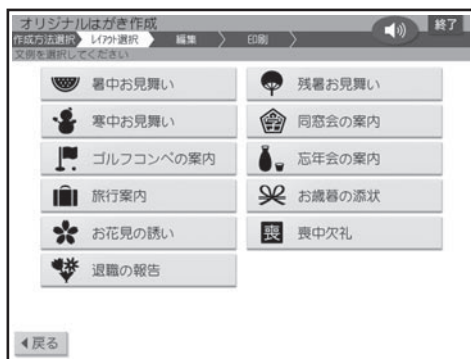 オリジナルはがき作成
終了
作成方法選択 レイアウト選択 編集 印刷
文例を選択してください
暑中お見舞い
残暑お見舞い
寒中お見舞い
同窓会の案内
ゴルフコンペの案内
忘年会の案内
旅行案内
お歳暮の添状
お花見の誘い
喪 喪中欠礼
退職の報告
戻る